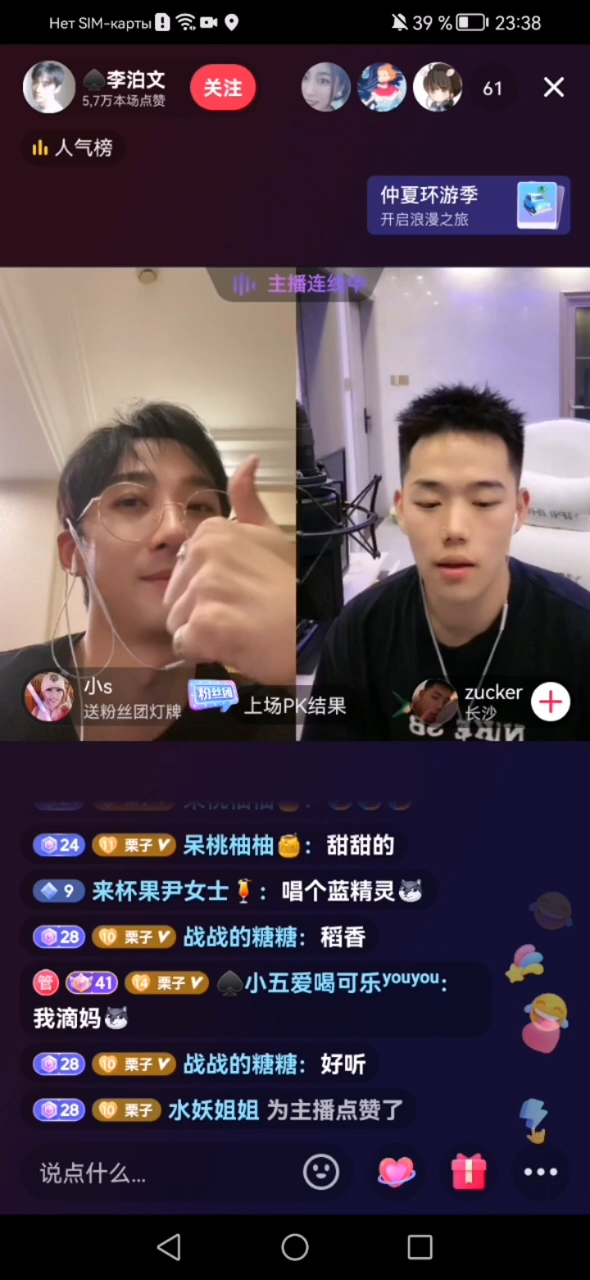 Нет SIM-карты
39 % 23:38
♠李泊文
5,7万本场点赞
关注
61
人气榜
仲夏环游季
开启浪漫之旅
主播连线中
小s
送粉丝团灯牌
粉丝团
上场PK结果
zucker
长沙
24 11 栗子 V 呆桃柚柚🍯：甜甜的
9 来杯果尹女士🍹：唱个蓝精灵
28 10 栗子 V 战战的糖糖：稻香
管 41 14 栗子 V ♠小五爱喝可乐ʸᵒᵘʸᵒᵘ：
我滴妈
28 10 栗子 V 战战的糖糖：好听
28 10 栗子 水妖姐姐 为主播点赞了
说点什么...